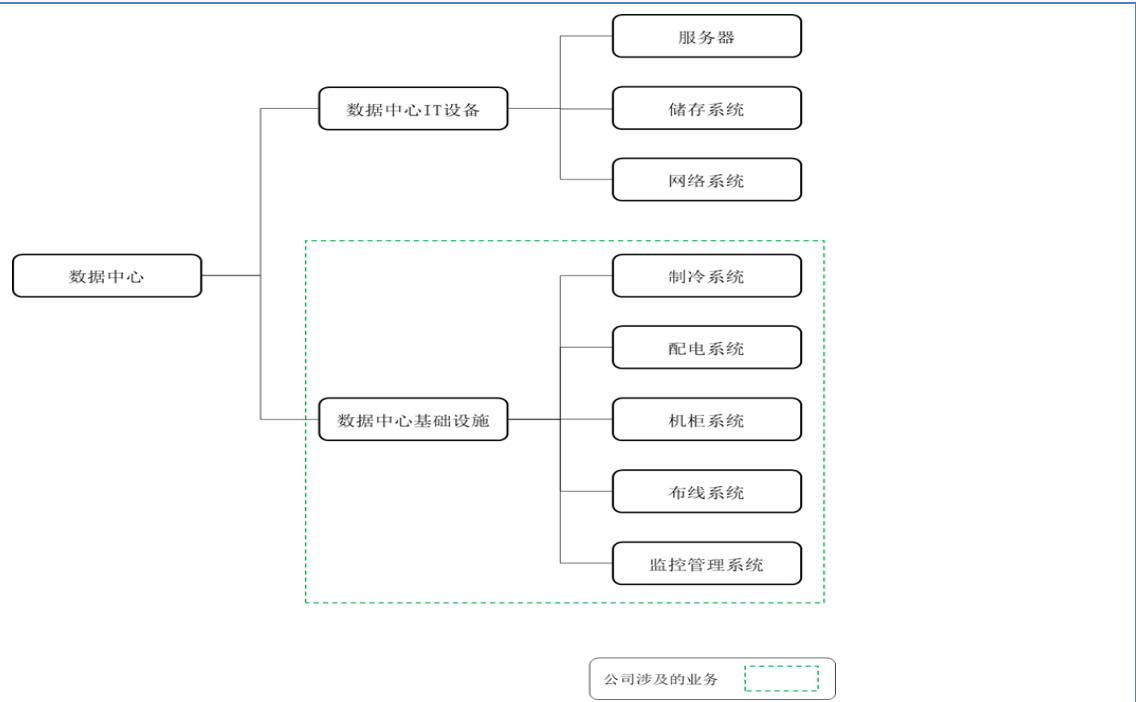 服务器
数据中心IT设备
储存系统
网络系统
数据中心
制冷系统
配电系统
数据中心基础设施
机柜系统
布线系统
监控管理系统
公司涉及的业务